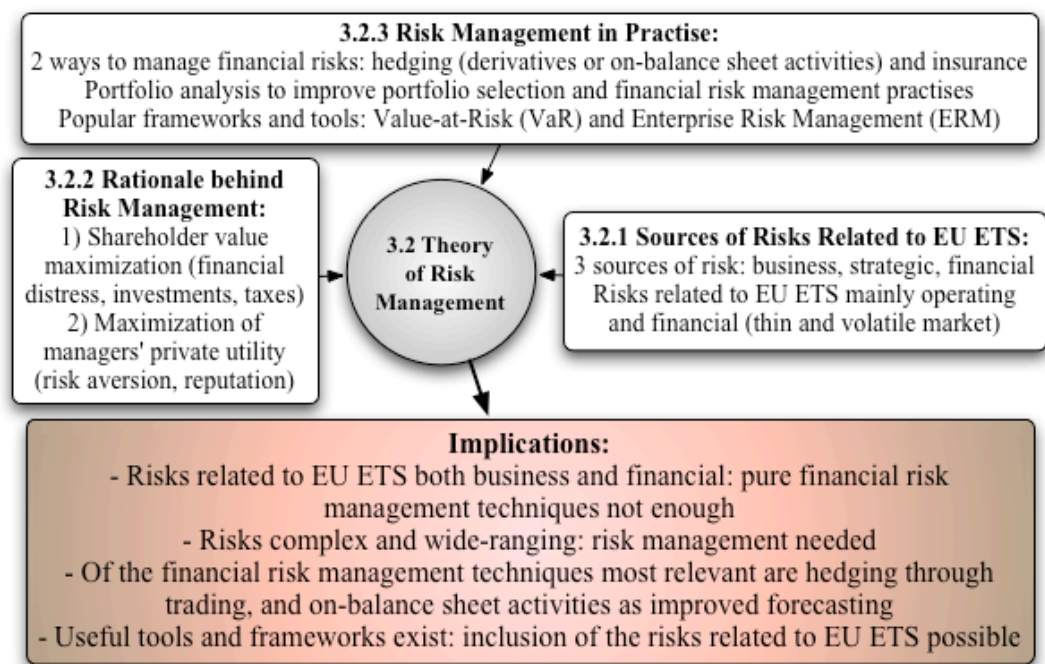 3.2.3 Risk Management in Practise:
2 ways to manage financial risks: hedging (derivatives or on-balance sheet activities) and insurance
Portfolio analysis to improve portfolio selection and financial risk management practises
Popular frameworks and tools: Value-at-Risk (VaR) and Enterprise Risk Management (ERM)
3.2.2 Rationale behind
Risk Management:
1) Shareholder value
maximization (financial
distress, investments, taxes)
2) Maximization of
managers' private utility
(risk aversion, reputation)
3.2 Theory
of Risk
Management
3.2.1 Sources of Risks Related to EU ETS:
3 sources of risk: business, strategic, financial
Risks related to EU ETS mainly operating
and financial (thin and volatile market)
Implications:
- Risks related to EU ETS both business and financial: pure financial risk
management techniques not enough
- Risks complex and wide-ranging: risk management needed
- Of the financial risk management techniques most relevant are hedging through
trading, and on-balance sheet activities as improved forecasting
- Useful tools and frameworks exist: inclusion of the risks related to EU ETS possible